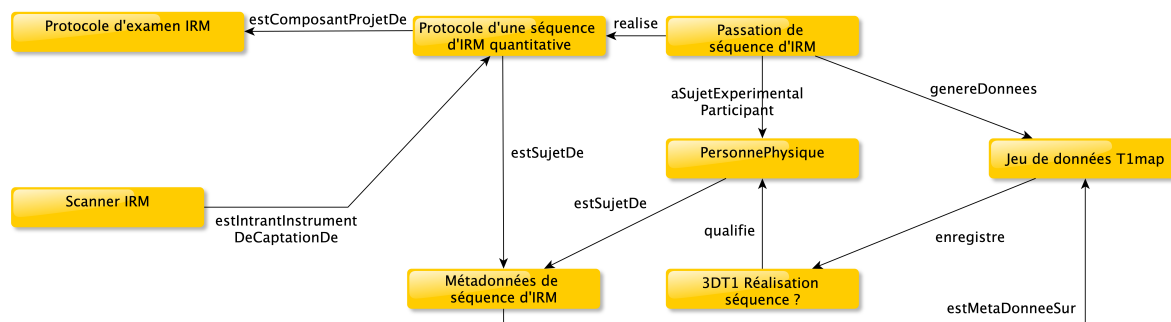 Protocole d'examen IRM
estComposantProjetDe
Protocole d'une séquence
d'IRM quantitative
realise
Passation de
séquence d'IRM
aSujetExperimental
Participant
genereDonnees
estSujetDe
PersonnePhysique
Jeu de données T1map
Scanner IRM
estIntrantInstrument
DeCaptationDe
estSujetDe
qualifie
enregistre
Métadonnées de
séquence d'IRM
3DT1 Réalisation
séquence ?
estMetaDonneeSur